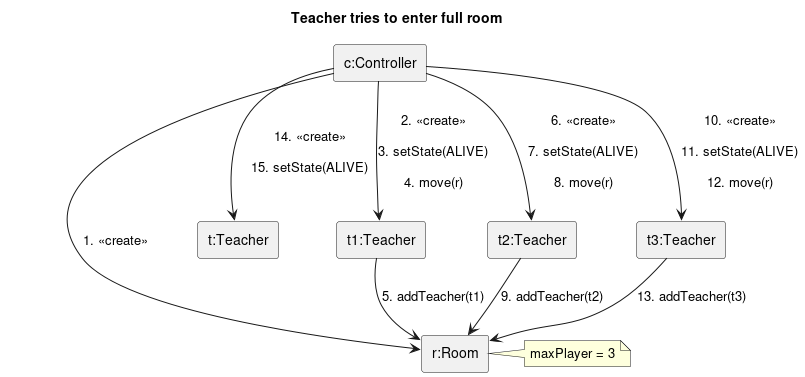 Teacher tries to enter full room
c:Controller
14. «create»
15. setState(ALIVE)
2. «create»
3. setState(ALIVE)
4. move(r)
6. «create»
7. setState(ALIVE)
8. move(r)
10. «create»
11. setState(ALIVE)
12. move(r)
1. «create»
t:Teacher
t1:Teacher
t2:Teacher
t3:Teacher
5. addTeacher(t1)
9. addTeacher(t2)
13. addTeacher(t3)
r:Room
maxPlayer = 3